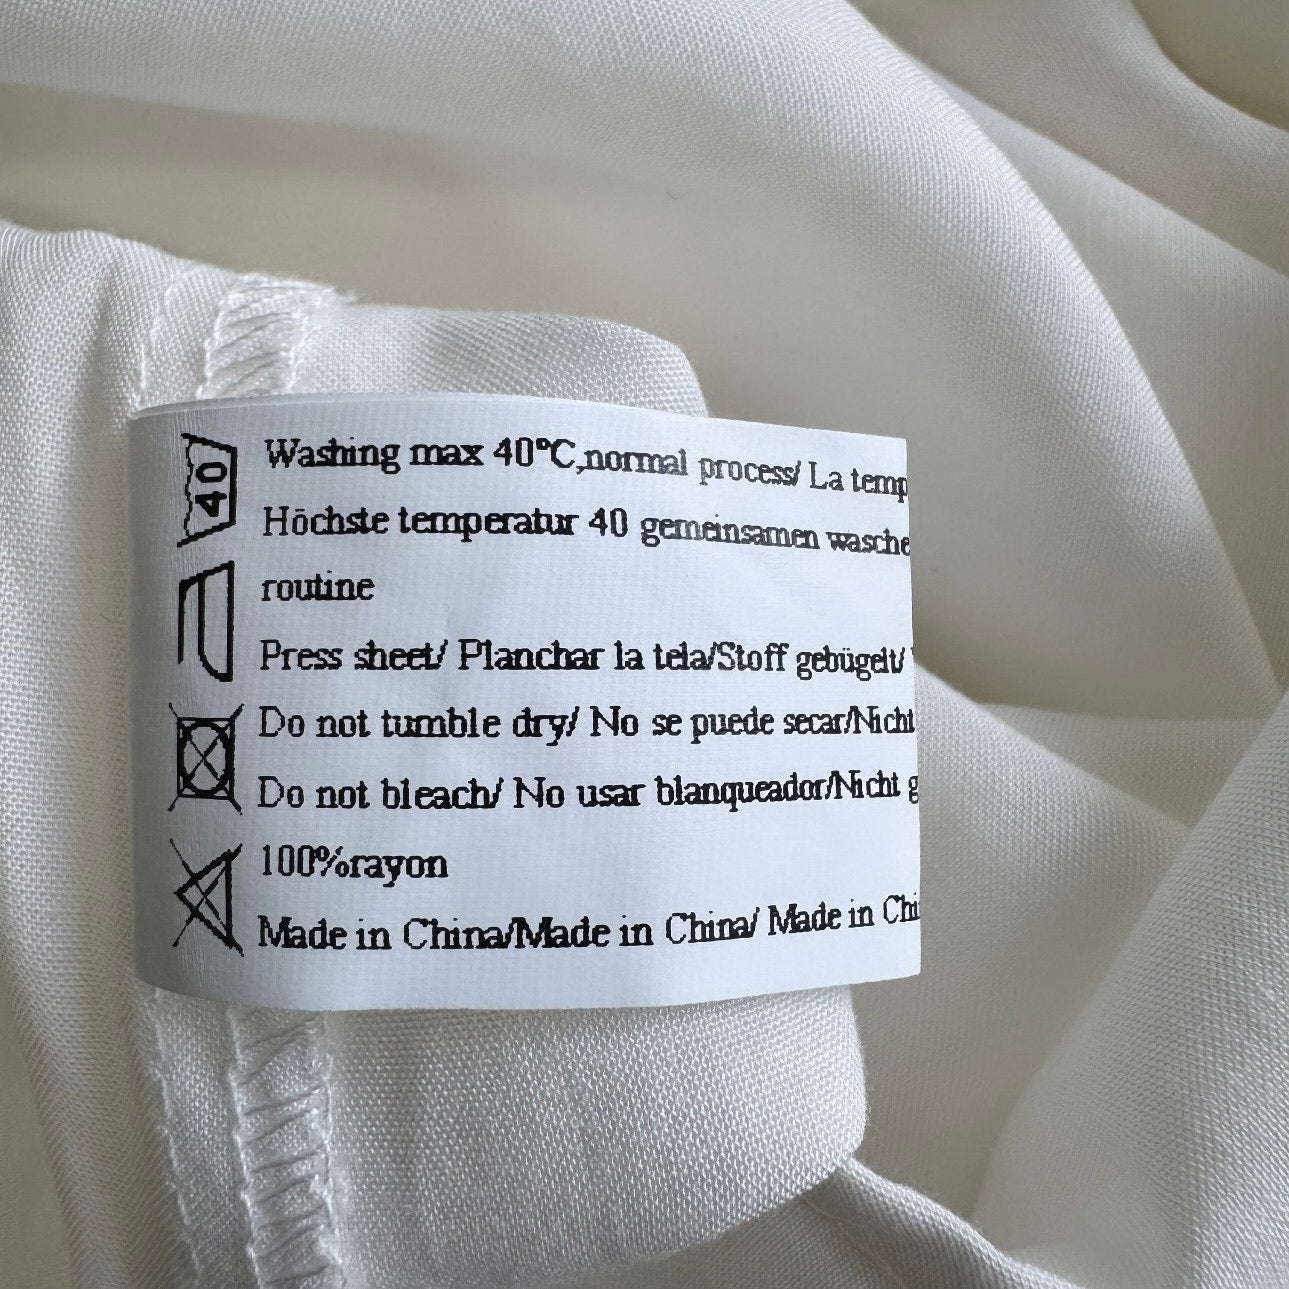 40
Washing max 40°C,normal process/ La temp
Höchste temperatur 40 gemeinsamen wasche
routine
Press sheet/ Planchar la tela/Stoff gebügelt/
Do not tumble dry/ No se puede secar/Nicht
Do not bleach/ No usar blanqueador/Nicht g
100%rayon
Made in China/Made in China/ Made in Chi